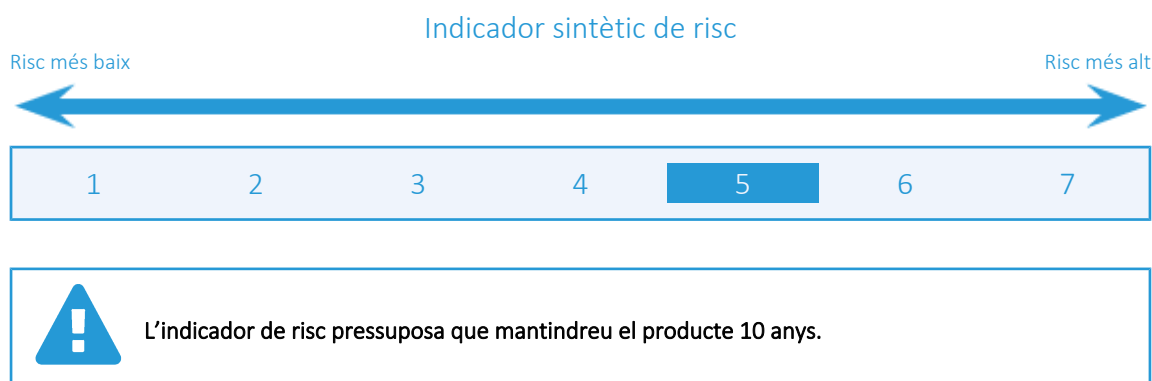 Indicador sintètic de risc
Risc més baix Risc més alt
1 2 3 4 5 6 7
L'indicador de risc pressuposa que mantindreu el producte 10 anys.